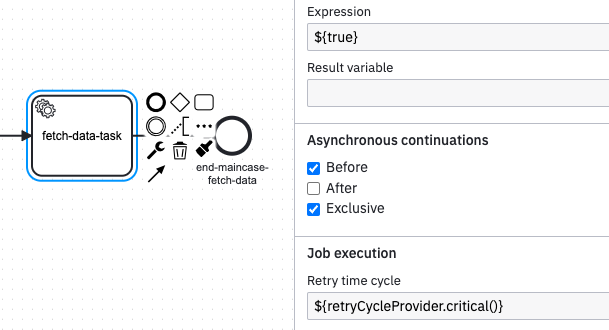 fetch-data-task
end-maincase-
fetch-data
Expression
${true}
Result variable
Asynchronous continuations
Before
After
Exclusive
Job execution
Retry time cycle
${retryCycleProvider.critical()}